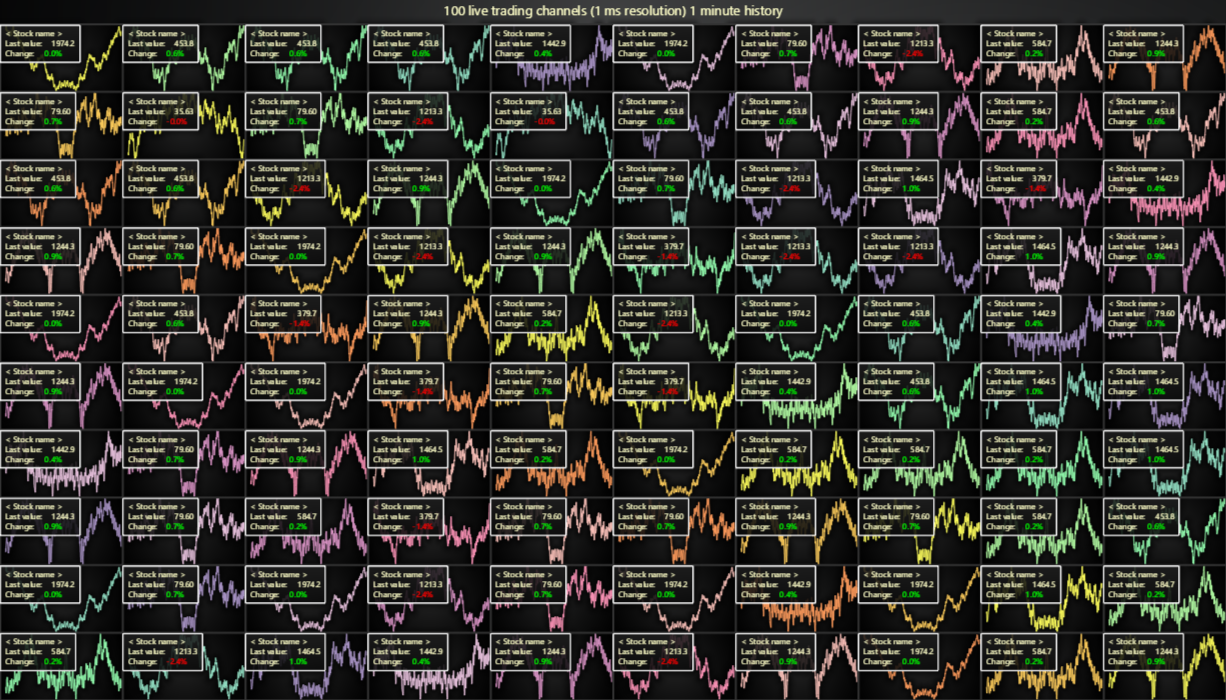 100 live trading channels (1 ms resolution) 1 minute history
< Stock name >
Last value: 1974.2
Change: 0.0%
< Stock name >
Last value: 453.8
Change: 0.6%
< Stock name >
Last value: 453.8
Change: 0.6%
< Stock name >
Last value: 453.8
Change: 0.6%
< Stock name >
Last value: 1442.9
Change: 0.4%
< Stock name >
Last value: 1974.2
Change: 0.0%
< Stock name >
Last value: 79.60
Change: 0.7%
< Stock name >
Last value: 1213.3
Change: -2.4%
< Stock name >
Last value: 584.7
Change: 0.2%
< Stock name >
Last value: 1244.3
Change: 0.9%
< Stock name >
Last value: 79.60
Change: 0.7%
< Stock name >
Last value: 35.63
Change: -0.0%
< Stock name >
Last value: 79.60
Change: 0.7%
< Stock name >
Last value: 1213.3
Change: -2.4%
< Stock name >
Last value: 35.63
Change: -0.0%
< Stock name >
Last value: 453.8
Change: 0.6%
< Stock name >
Last value: 453.8
Change: 0.6%
< Stock name >
Last value: 1244.3
Change: 0.9%
< Stock name >
Last value: 584.7
Change: 0.2%
< Stock name >
Last value: 453.8
Change: 0.6%
< Stock name >
Last value: 453.8
Change: 0.6%
< Stock name >
Last value: 453.8
Change: 0.6%
< Stock name >
Last value: 1213.3
Change: -2.4%
< Stock name >
Last value: 1244.3
Change: 0.9%
< Stock name >
Last value: 1974.2
Change: 0.0%
< Stock name >
Last value: 79.60
Change: 0.7%
< Stock name >
Last value: 1213.3
Change: -2.4%
< Stock name >
Last value: 1464.5
Change: 1.0%
< Stock name >
Last value: 379.7
Change: -1.4%
< Stock name >
Last value: 1442.9
Change: 0.4%
< Stock name >
Last value: 1244.3
Change: 0.9%
< Stock name >
Last value: 79.60
Change: 0.7%
< Stock name >
Last value: 1974.2
Change: 0.0%
< Stock name >
Last value: 1213.3
Change: -2.4%
< Stock name >
Last value: 1244.3
Change: 0.9%
< Stock name >
Last value: 379.7
Change: -1.4%
< Stock name >
Last value: 1213.3
Change: -2.4%
< Stock name >
Last value: 1213.3
Change: -2.4%
< Stock name >
Last value: 1464.5
Change: 1.0%
< Stock name >
Last value: 1244.3
Change: 0.9%
< Stock name >
Last value: 1974.2
Change: 0.0%
< Stock name >
Last value: 453.8
Change: 0.6%
< Stock name >
Last value: 379.7
Change: -1.4%
< Stock name >
Last value: 1244.3
Change: 0.9%
< Stock name >
Last value: 584.7
Change: 0.2%
< Stock name >
Last value: 1213.3
Change: -2.4%
< Stock name >
Last value: 1974.2
Change: 0.0%
< Stock name >
Last value: 453.8
Change: 0.6%
< Stock name >
Last value: 1442.9
Change: 0.4%
< Stock name >
Last value: 79.60
Change: 0.7%
< Stock name >
Last value: 1244.3
Change: 0.9%
< Stock name >
Last value: 1974.2
Change: 0.0%
< Stock name >
Last value: 1974.2
Change: 0.0%
< Stock name >
Last value: 379.7
Change: -1.4%
< Stock name >
Last value: 79.60
Change: 0.7%
< Stock name >
Last value: 379.7
Change: -1.4%
< Stock name >
Last value: 1442.9
Change: 0.4%
< Stock name >
Last value: 453.8
Change: 0.6%
< Stock name >
Last value: 1464.5
Change: 1.0%
< Stock name >
Last value: 1464.5
Change: 1.0%
< Stock name >
Last value: 1442.9
Change: 0.4%
< Stock name >
Last value: 79.60
Change: 0.7%
< Stock name >
Last value: 1244.3
Change: 0.9%
< Stock name >
Last value: 1464.5
Change: 1.0%
< Stock name >
Last value: 584.7
Change: 0.2%
< Stock name >
Last value: 1974.2
Change: 0.0%
< Stock name >
Last value: 584.7
Change: 0.2%
< Stock name >
Last value: 584.7
Change: 0.2%
< Stock name >
Last value: 584.7
Change: 0.2%
< Stock name >
Last value: 1464.5
Change: 1.0%
< Stock name >
Last value: 1244.3
Change: 0.9%
< Stock name >
Last value: 79.60
Change: 0.7%
< Stock name >
Last value: 584.7
Change: 0.2%
< Stock name >
Last value: 379.7
Change: -1.4%
< Stock name >
Last value: 79.60
Change: 0.7%
< Stock name >
Last value: 79.60
Change: 0.7%
< Stock name >
Last value: 1244.3
Change: 0.9%
< Stock name >
Last value: 79.60
Change: 0.7%
< Stock name >
Last value: 584.7
Change: 0.2%
< Stock name >
Last value: 453.8
Change: 0.6%
< Stock name >
Last value: 1974.2
Change: 0.0%
< Stock name >
Last value: 79.60
Change: 0.7%
< Stock name >
Last value: 1974.2
Change: 0.0%
< Stock name >
Last value: 1213.3
Change: -2.4%
< Stock name >
Last value: 79.60
Change: 0.7%
< Stock name >
Last value: 1974.2
Change: 0.0%
< Stock name >
Last value: 1442.9
Change: 0.4%
< Stock name >
Last value: 1974.2
Change: 0.0%
< Stock name >
Last value: 1464.5
Change: 1.0%
< Stock name >
Last value: 584.7
Change: 0.2%
< Stock name >
Last value: 584.7
Change: 0.2%
< Stock name >
Last value: 1213.3
Change: -2.4%
< Stock name >
Last value: 1464.5
Change: 1.0%
< Stock name >
Last value: 1442.9
Change: 0.4%
< Stock name >
Last value: 1244.3
Change: 0.9%
< Stock name >
Last value: 1213.3
Change: -2.4%
< Stock name >
Last value: 1244.3
Change: 0.9%
< Stock name >
Last value: 1974.2
Change: 0.0%
< Stock name >
Last value: 584.7
Change: 0.2%
< Stock name >
Last value: 1244.3
Change: 0.9%